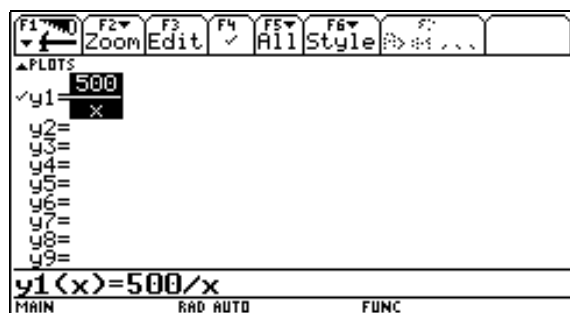 F1 F2 Zoom F3 Edit F4 ✓ F5 All F6 Style F7
▲PLOTS
✓y1=500/x
y2=
y3=
y4=
y5=
y6=
y7=
y8=
y9=
y1(x)=500/x
MAIN RAD AUTO FUNC